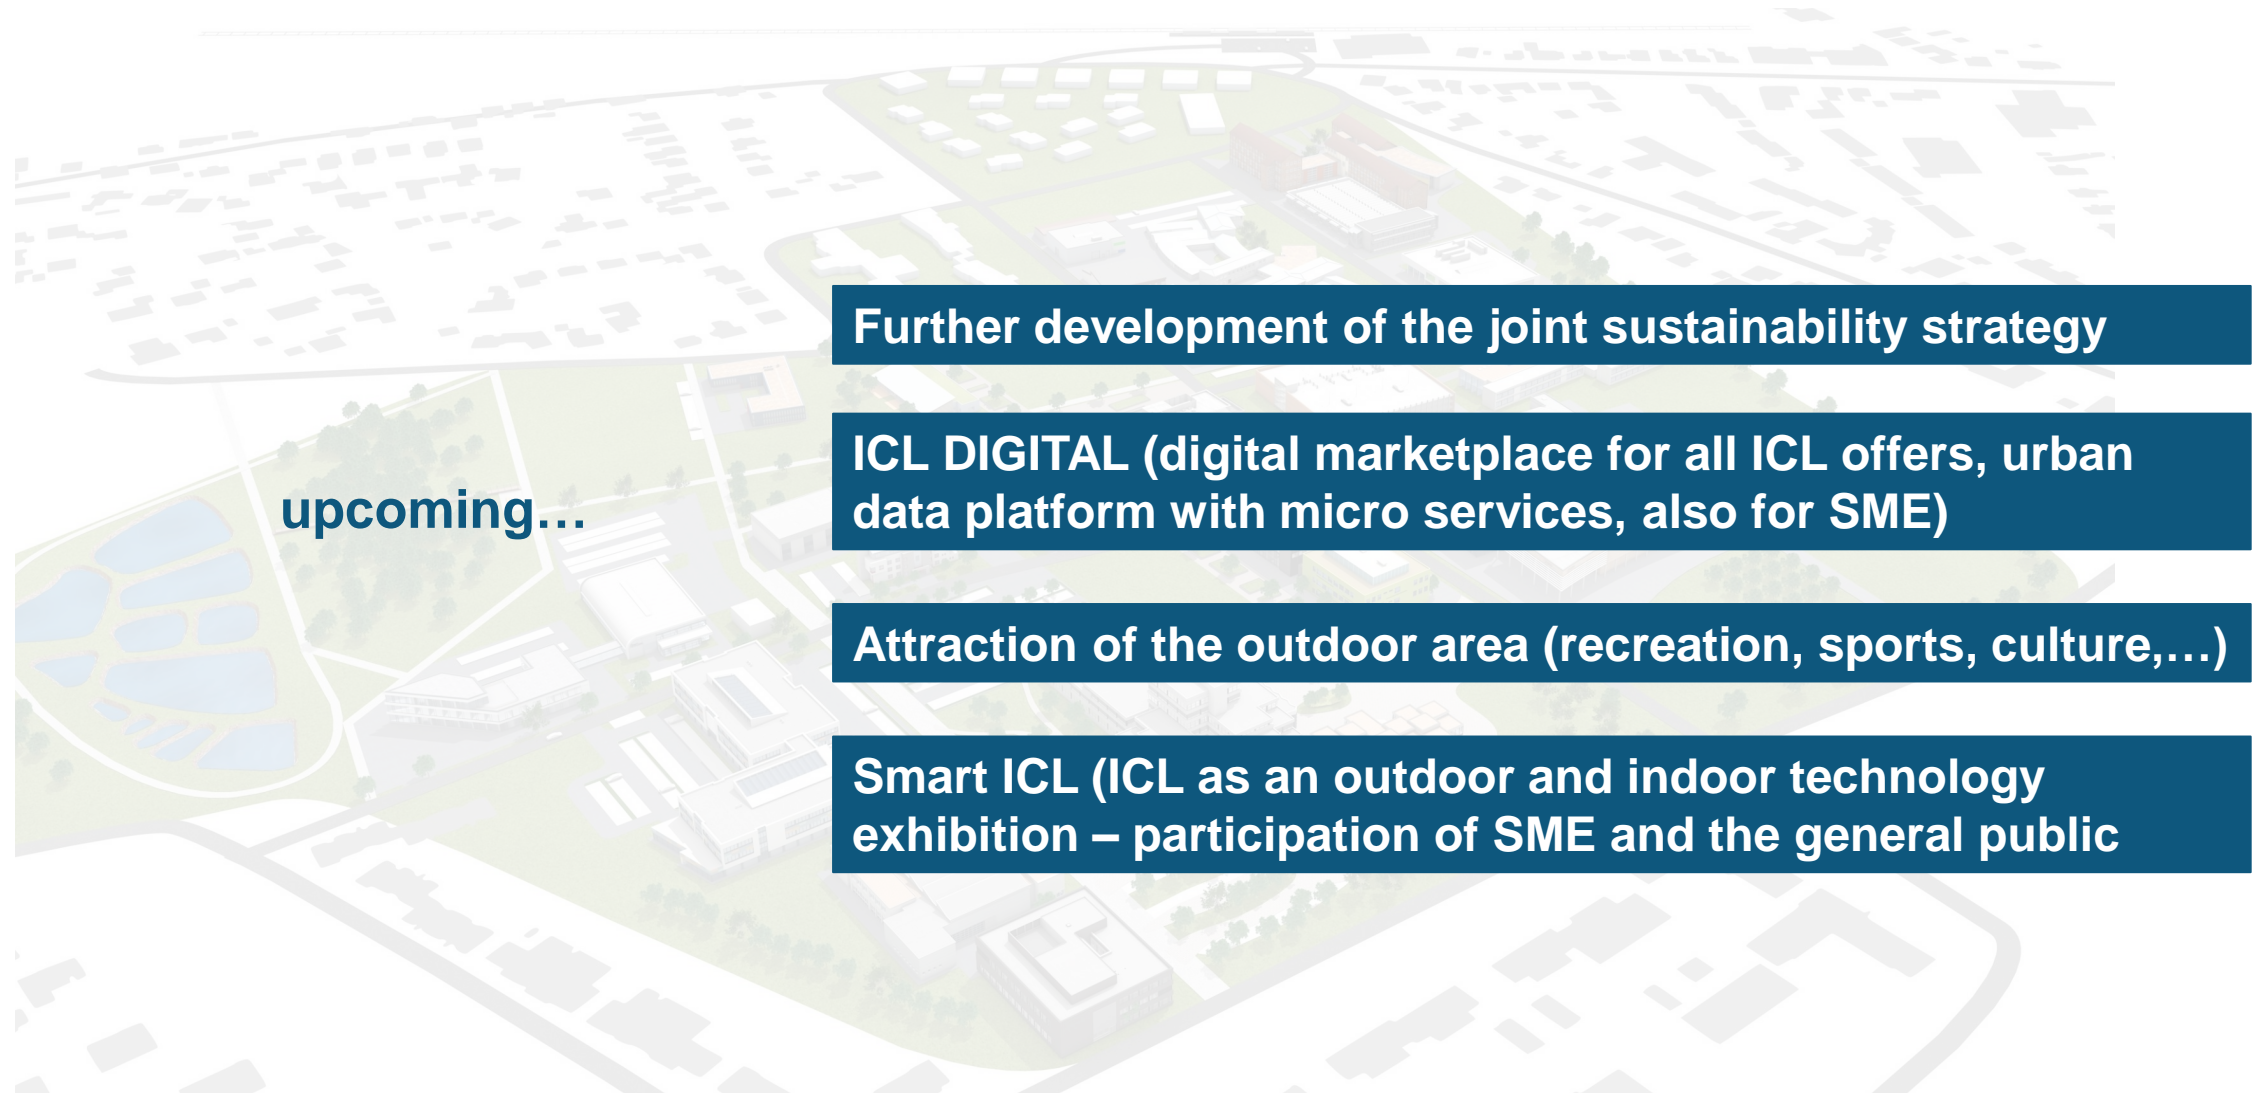 upcoming…
Further development of the joint sustainability strategy
ICL DIGITAL (digital marketplace for all ICL offers, urban
data platform with micro services, also for SME)
Attraction of the outdoor area (recreation, sports, culture,…)
Smart ICL (ICL as an outdoor and indoor technology
exhibition – participation of SME and the general public